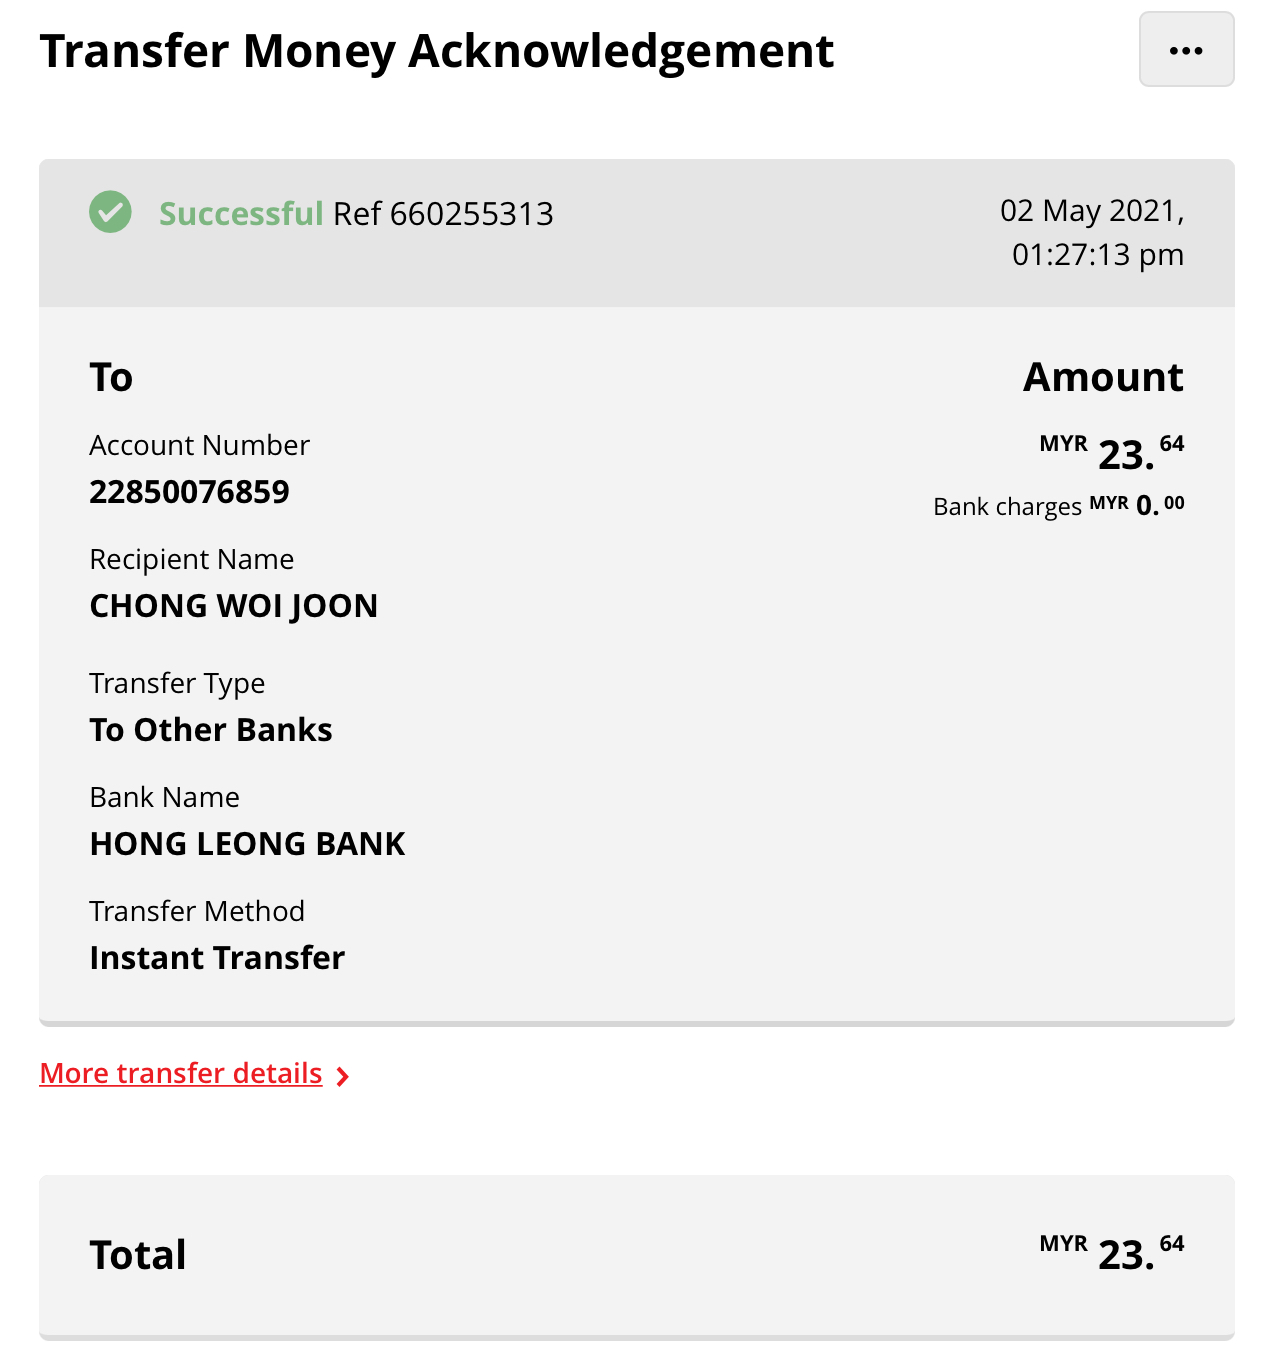 Transfer Money Acknowledgement
Successful Ref 660255313
02 May 2021,
01:27:13 pm
To
Amount
Account Number
MYR 23.64
22850076859
Bank charges MYR 0.00
Recipient Name
CHONG WOI JOON
Transfer Type
To Other Banks
Bank Name
HONG LEONG BANK
Transfer Method
Instant Transfer
More transfer details
Total
MYR 23.64